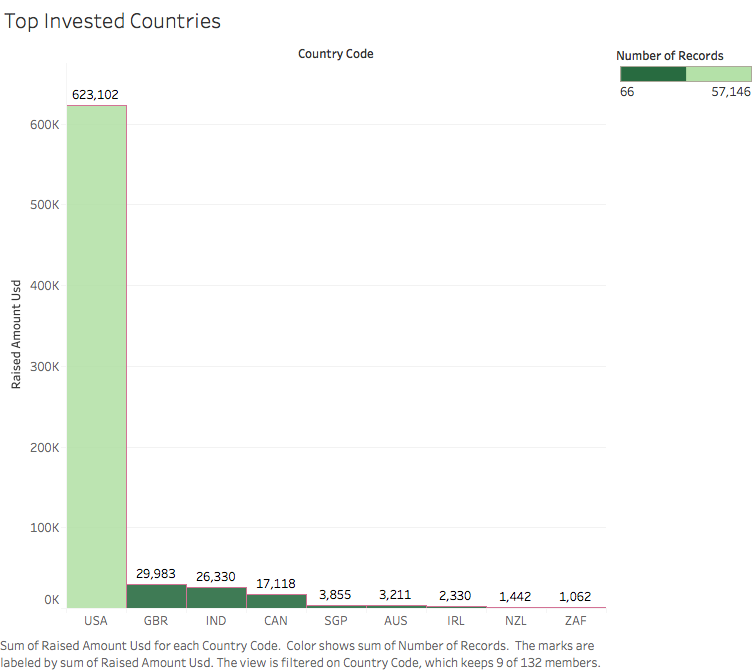 Top Invested Countries
Country Code
Number of Records
66 57,146
623,102
600K
500K
400K
300K
200K
100K
0K
Raised Amount Usd
29,983
26,330
17,118
3,855
3,211
2,330
1,442
1,062
USA GBR IND CAN SGP AUS IRL NZL ZAF
Sum of Raised Amount Usd for each Country Code.  Color shows sum of Number of Records.  The marks are
labeled by sum of Raised Amount Usd. The view is filtered on Country Code, which keeps 9 of 132 members.